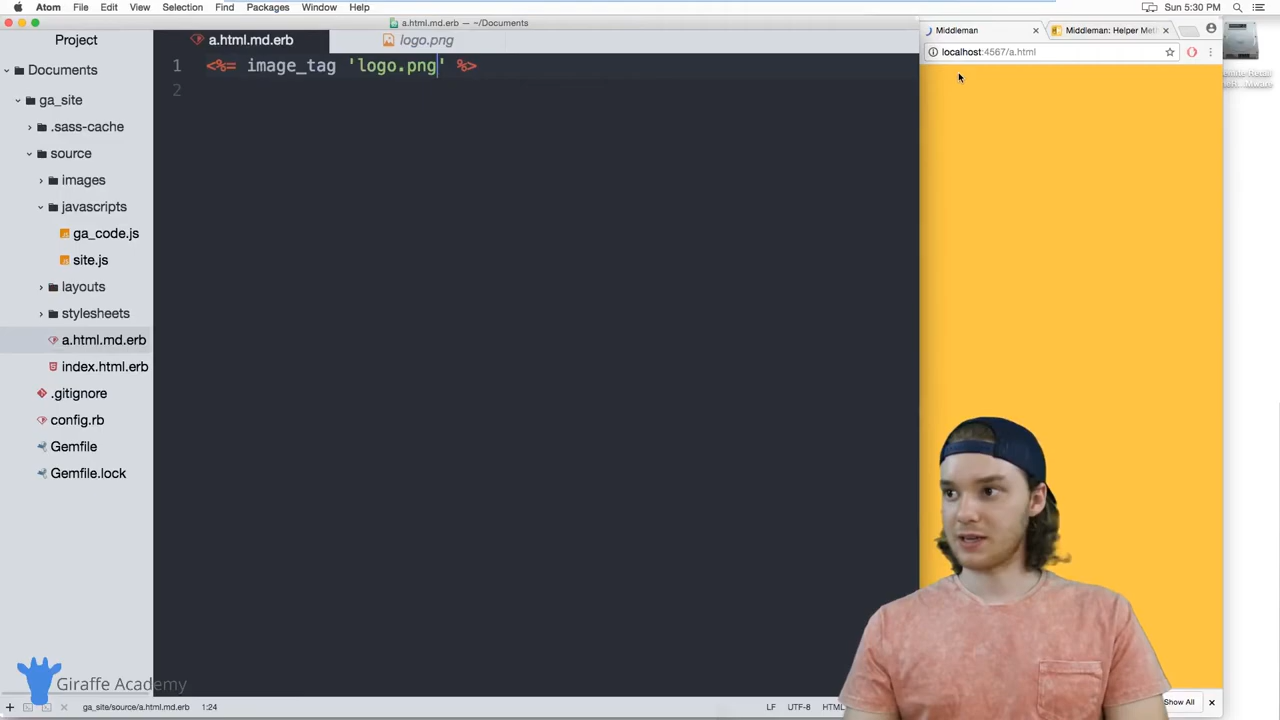 Atom File Edit View Selection Find Packages Window Help
Sun 5:30 PM
a.html.md.erb — ~/Documents
Project
a.html.md.erb
logo.png
Middleman
Middleman: Helper Met
localhost:4567/a.html
1 <%= image_tag 'logo.png' %>
2
Documents
ga_site
.sass-cache
source
images
javascripts
ga_code.js
site.js
layouts
stylesheets
a.html.md.erb
index.html.erb
.gitignore
config.rb
Gemfile
Gemfile.lock
Giraffe Academy
Show All
ga_site/source/a.html.md.erb 1:24
LF UTF-8 HTML